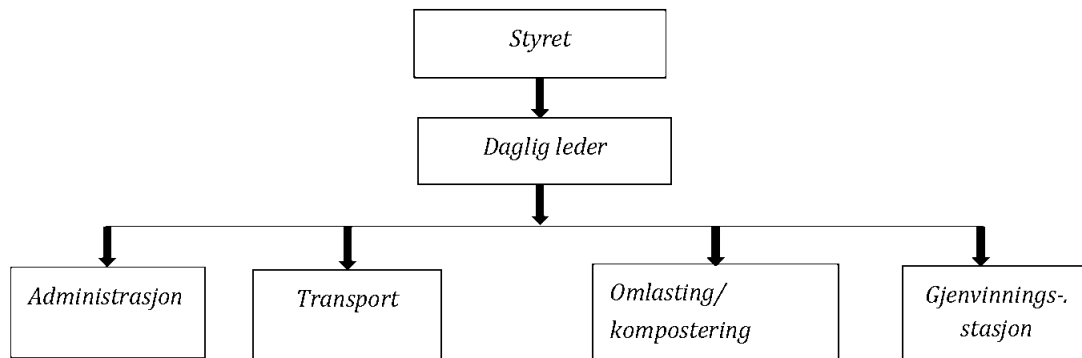 Styret
Daglig leder
Administrasjon
Transport
Omlasting/
kompostering
Gjenvinnings-.
stasjon